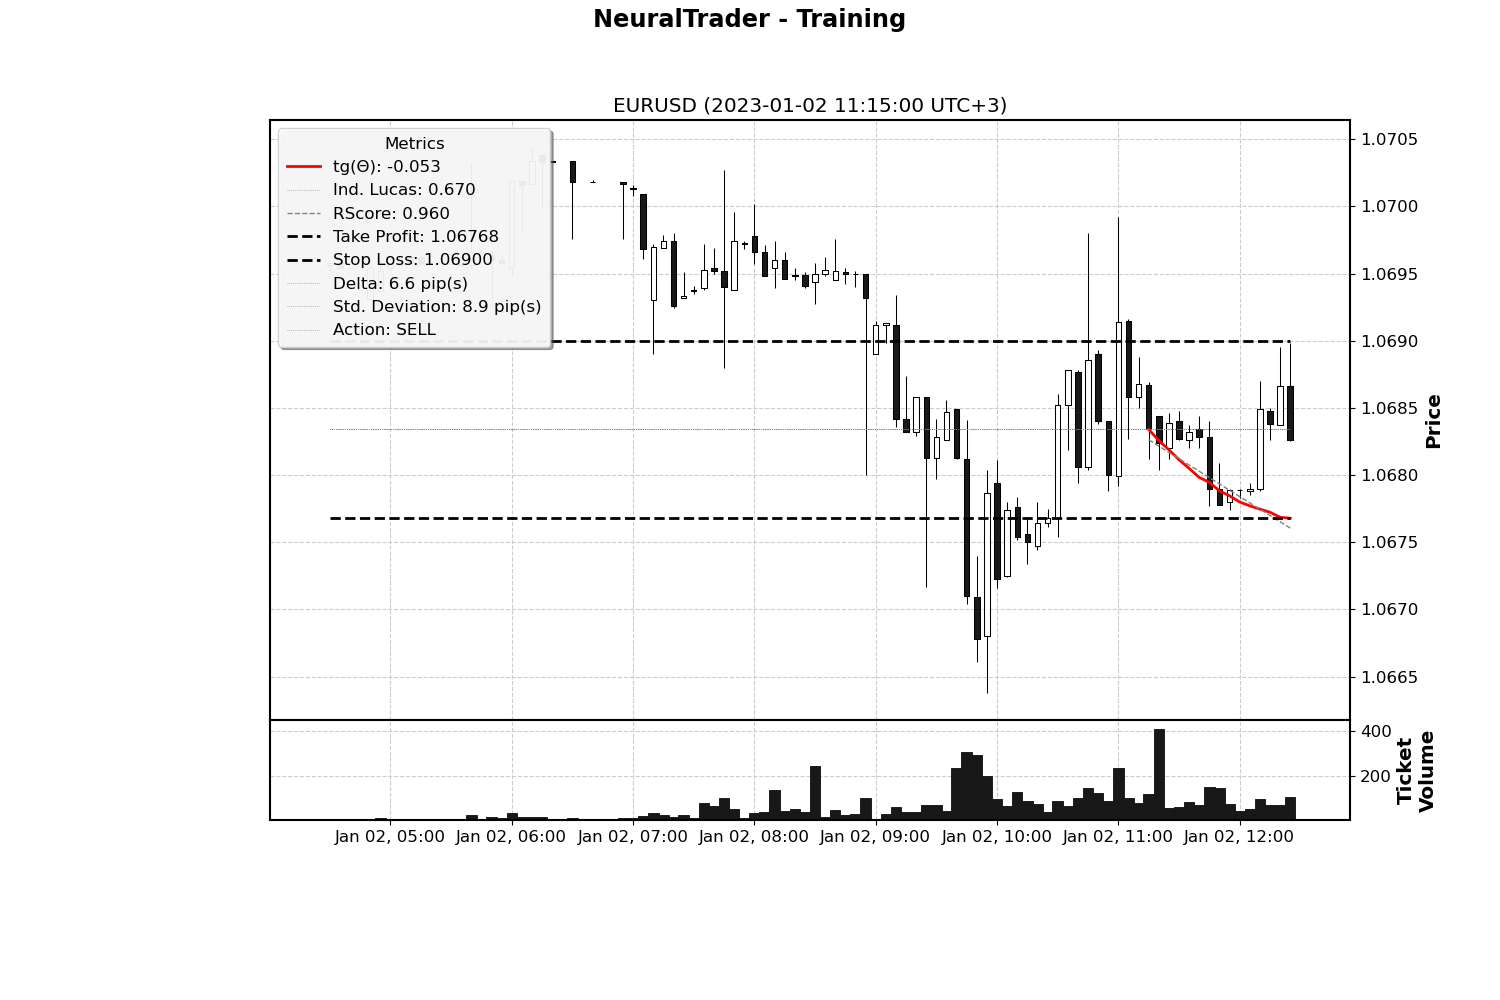 NeuralTrader - Training
EURUSD (2023-01-02 11:15:00 UTC+3)
Metrics
tg(Θ): -0.053
Ind. Lucas: 0.670
RScore: 0.960
Take Profit: 1.06768
Stop Loss: 1.06900
Delta: 6.6 pip(s)
Std. Deviation: 8.9 pip(s)
Action: SELL
1.0705
1.0700
1.0695
1.0690
1.0685
1.0680
1.0675
1.0670
1.0665
Price
400
200
Ticket
Volume
Jan 02, 05:00 Jan 02, 06:00 Jan 02, 07:00 Jan 02, 08:00 Jan 02, 09:00 Jan 02, 10:00 Jan 02, 11:00 Jan 02, 12:00